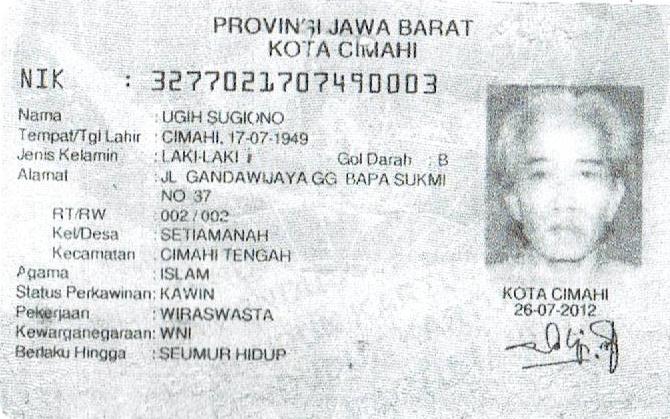 PROVINSI JAWA BARAT
KOTA CIMAHI
NIK : 3277021707490003
Nama : UGIH SUGIONO
Tempat/Tgl Lahir : CIMAHI, 17-07-1949
Jenis Kelamin : LAKI-LAKI Gol Darah : B
Alamat : JL GANDAWIJAYA GG BAPA SUKMI
NO 37
RT/RW : 002 / 002
Kel/Desa : SETIAMANAH
Kecamatan : CIMAHI TENGAH
Agama : ISLAM
Status Perkawinan: KAWIN
Pekerjaan : WIRASWASTA
Kewarganegaraan: WNI
Berlaku Hingga : SEUMUR HIDUP
KOTA CIMAHI
26-07-2012